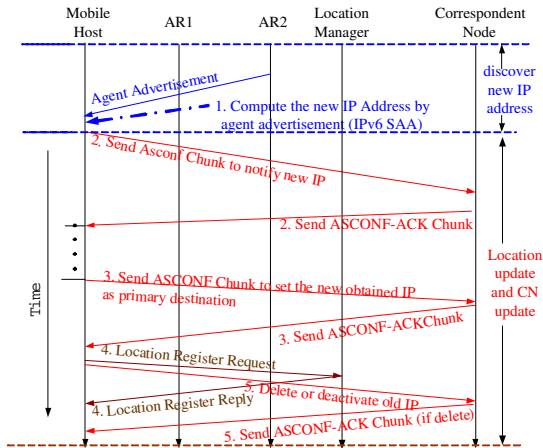 Mobile
Host
AR1
AR2
Location
Manager
Correspondent
Node
Agent Advertisement
discover
new IP
address
1. Compute the new IP Address by
agent advertisement (IPv6 SAA)
2. Send Asconf Chunk to notify new IP
2. Send ASCONF-ACK Chunk
Time
3. Send ASCONF Chunk to set the new obtained IP
as primary destination
Location
update
and CN
update
3. Send ASCONF-ACKChunk
4. Location Register Request
5. Delete or deactivate old IP
4. Location Register Reply
5. Send ASCONF-ACK Chunk (if delete)